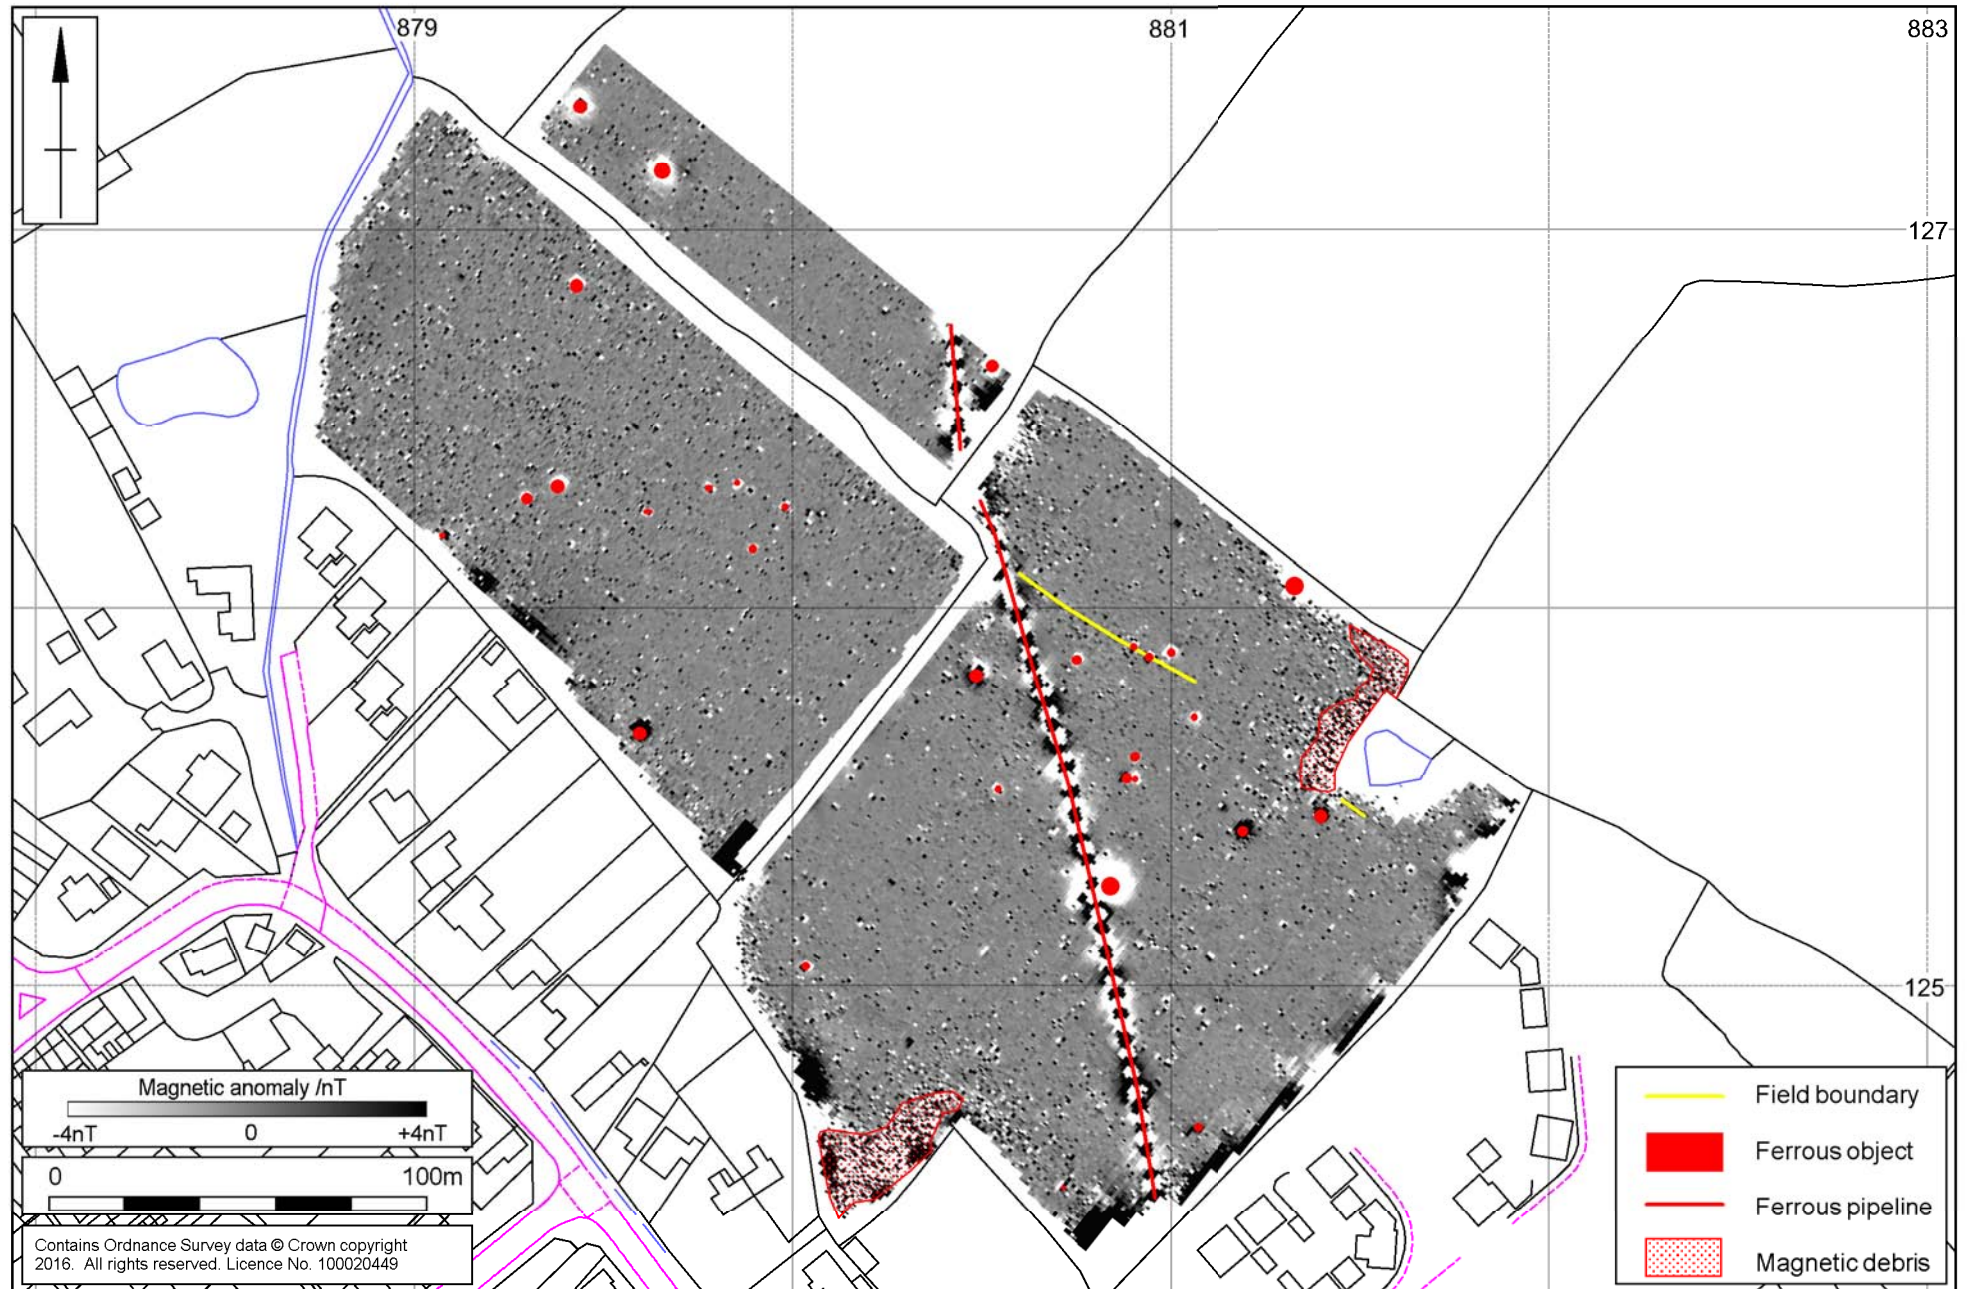 879
881
883
127
125
Magnetic anomaly /nT
-4nT 0 +4nT
0 100m
Contains Ordnance Survey data © Crown copyright
2016. All rights reserved. Licence No. 100020449
Field boundary
Ferrous object
Ferrous pipeline
Magnetic debris